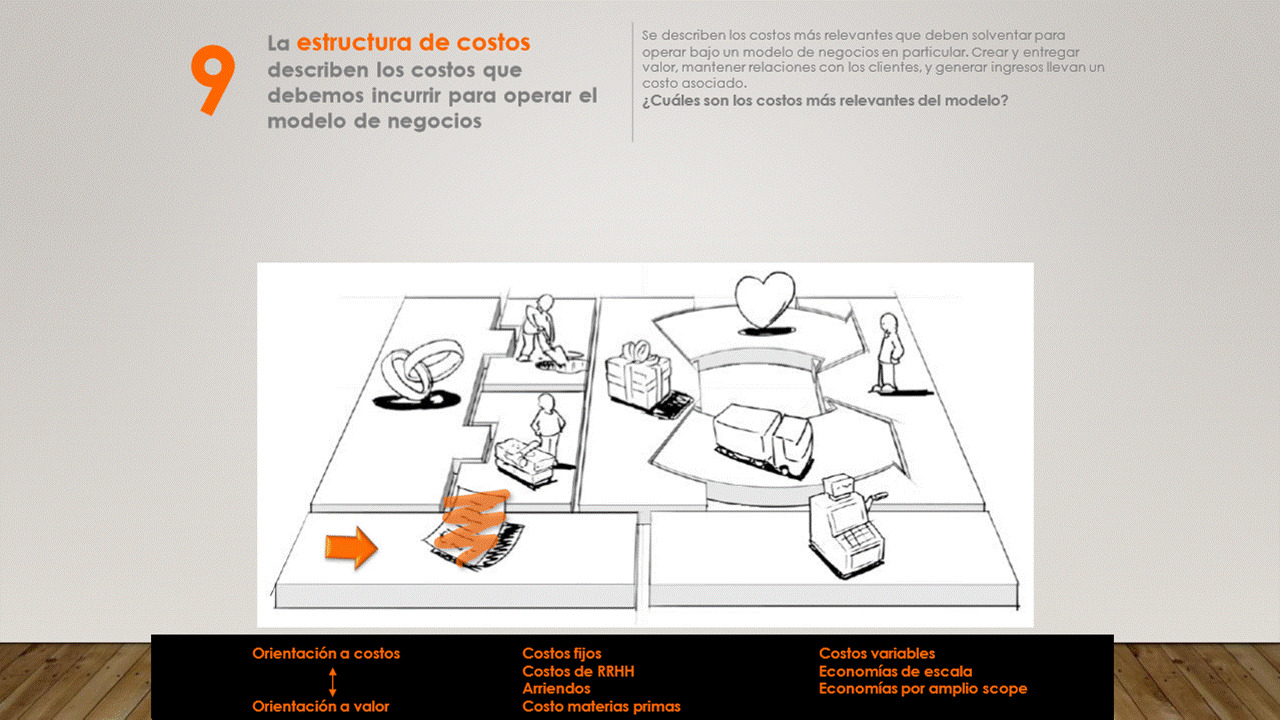 9
La estructura de costos
describen los costos que
debemos incurrir para operar el
modelo de negocios
Se describen los costos más relevantes que deben solventar para
operar bajo un modelo de negocios en particular. Crear y entregar
valor, mantener relaciones con los clientes, y generar ingresos llevan un
costo asociado.
¿Cuáles son los costos más relevantes del modelo?
Orientación a costos
Orientación a valor
Costos fijos
Costos de RRHH
Arriendos
Costo materias primas
Costos variables
Economías de escala
Economías por amplio scope